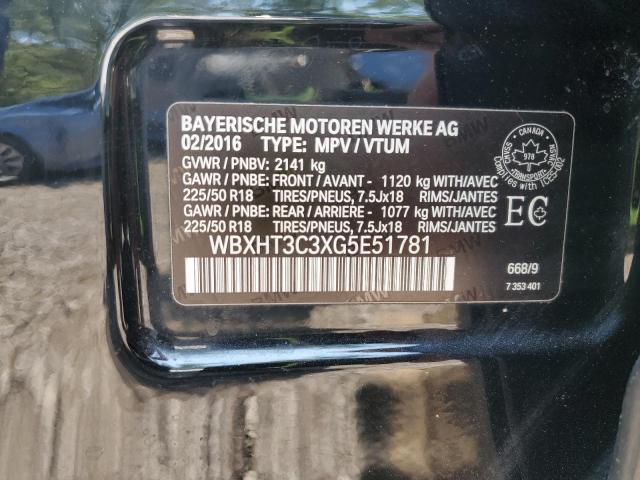 BAYERISCHE MOTOREN WERKE AG
02/2016 TYPE: MPV / VTUM
GVWR / PNBV: 2141 kg
GAWR / PNBE: FRONT / AVANT - 1120 kg WITH/AVEC
225/50 R18 TIRES/PNEUS, 7.5Jx18 RIMS/JANTES
GAWR / PNBE: REAR / ARRIERE - 1077 kg WITH/AVEC
225/50 R18 TIRES/PNEUS, 7.5Jx18 RIMS/JANTES
WBXHT3C3XG5E51781
CANADA
978
TRANSPORT
EC
668/9
7 353 401